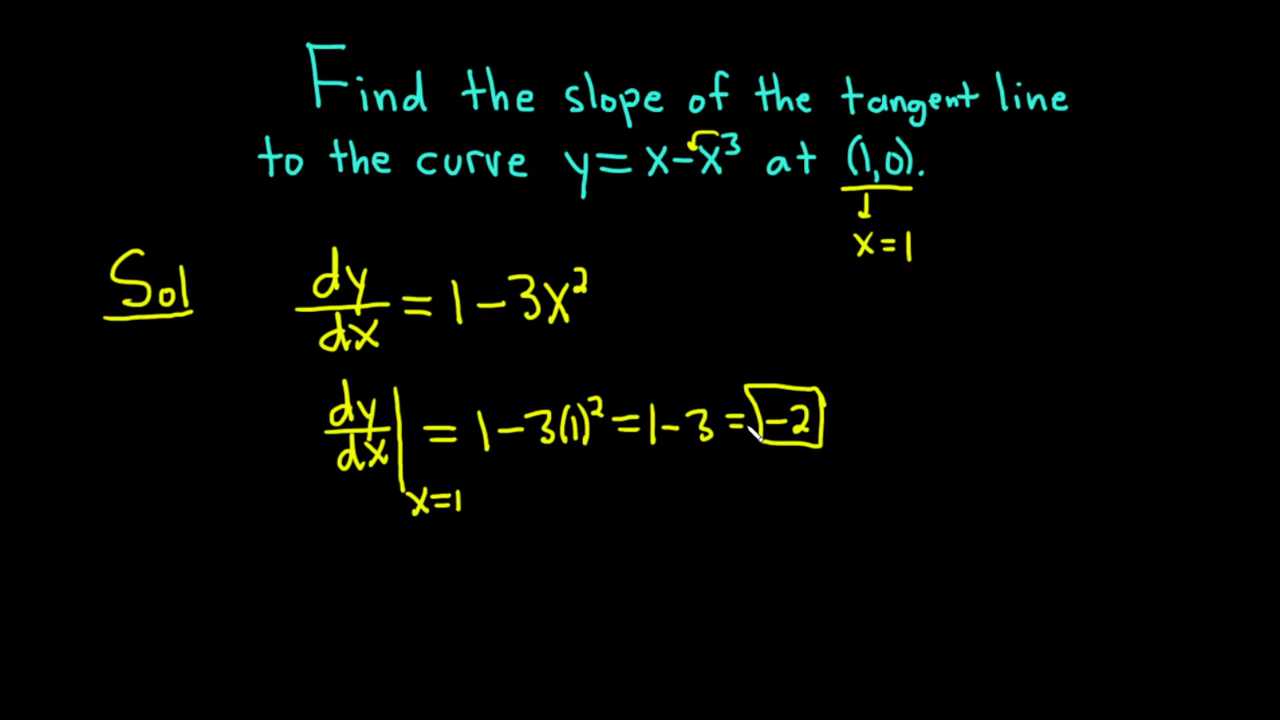 Find the slope of the tangent line
to the curve y = x - x³ at (1,0).
x = 1
Sol
dy/dx = 1 - 3x²
dy/dx |x=1 = 1 - 3(1)² = 1 - 3 = -2